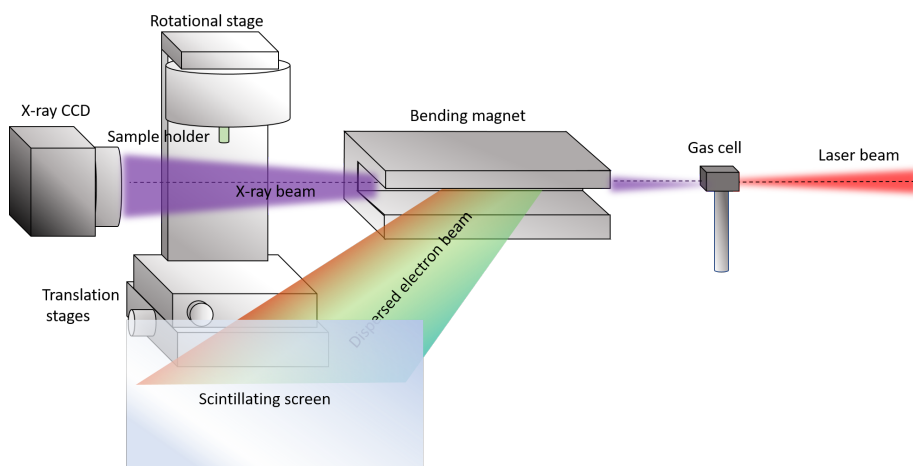 Rotational stage
X-ray CCD
Sample holder
Bending magnet
Gas cell
Laser beam
X-ray beam
Dispersed electron beam
Translation
stages
Scintillating screen